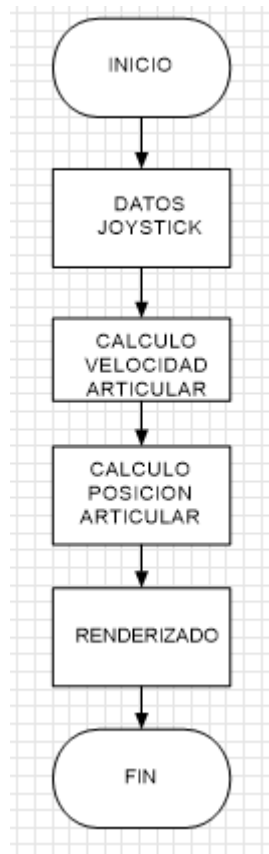 INICIO
DATOS
JOYSTICK
CALCULO
VELOCIDAD
ARTICULAR
CALCULO
POSICION
ARTICULAR
RENDERIZADO
FIN